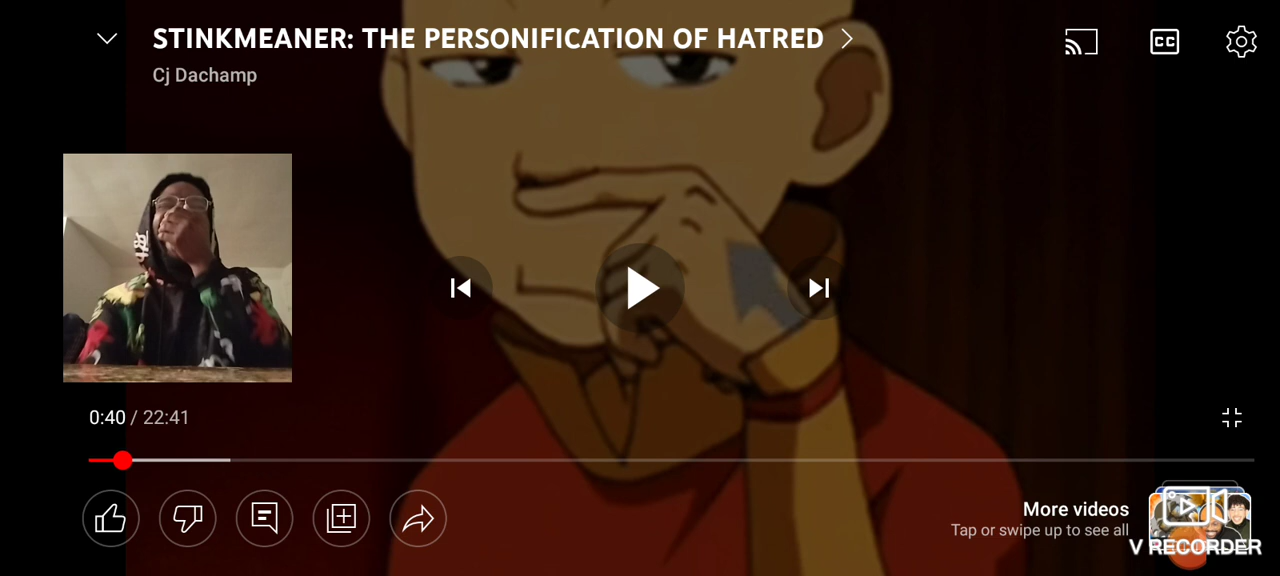 STINKMEANER: THE PERSONIFICATION OF HATRED
Cj Dachamp
CC
0:40 / 22:41
More videos
Tap or swipe up to see all
V RECORDER